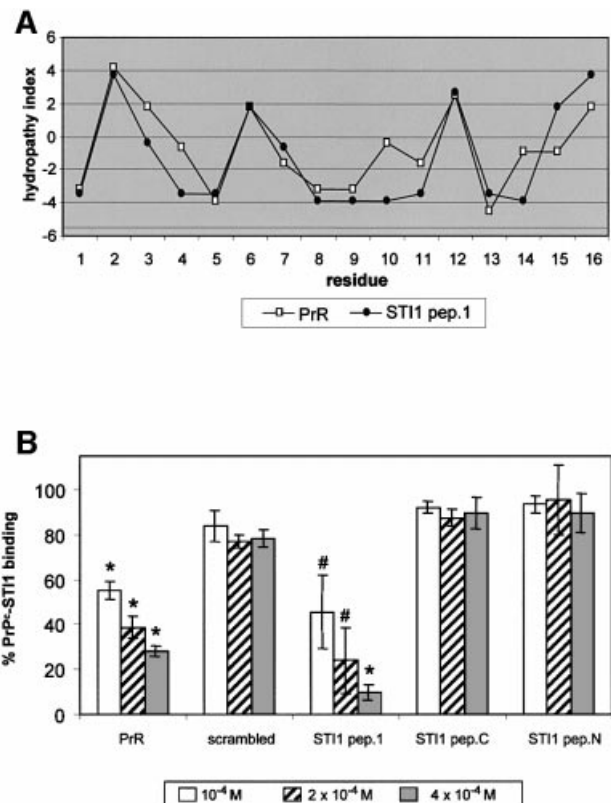 A
hydropathy index
6
4
2
0
-2
-4
-6
1 2 3 4 5 6 7 8 9 10 11 12 13 14 15 16
residue
PrR STI1 pep.1
B
% PrPᶜ-STI1 binding
100
80
60
40
20
0
* * *
# # *
PrR scrambled STI1 pep.1 STI1 pep.C STI1 pep.N
10⁻⁴ M 2 x 10⁻⁴ M 4 x 10⁻⁴ M